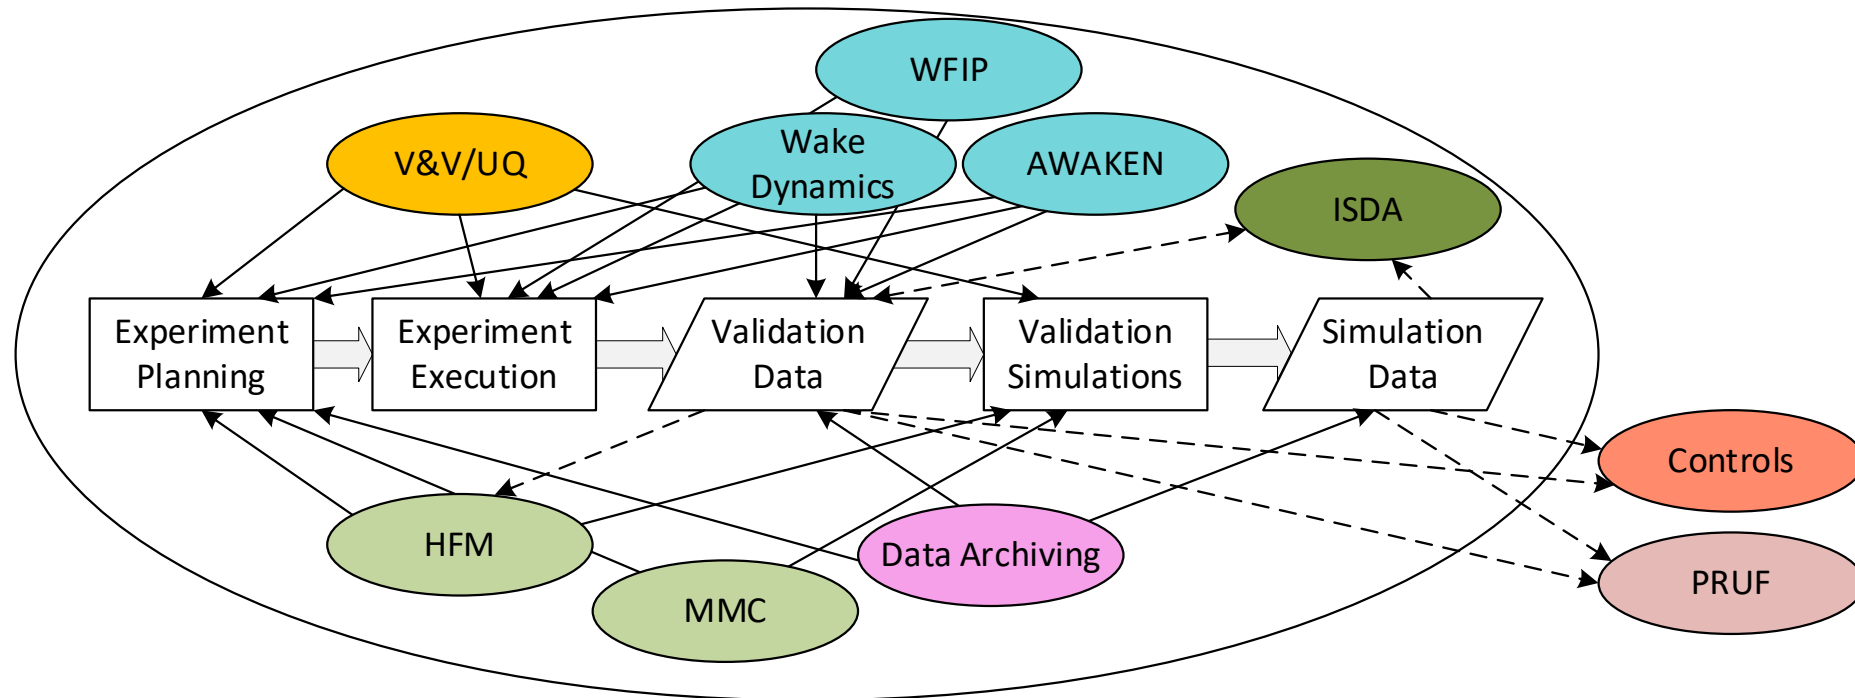 WFIP
V&V/UQ
Wake
Dynamics
AWAKEN
ISDA
Experiment
Planning
Experiment
Execution
Validation
Data
Validation
Simulations
Simulation
Data
Controls
HFM
Data Archiving
PRUF
MMC